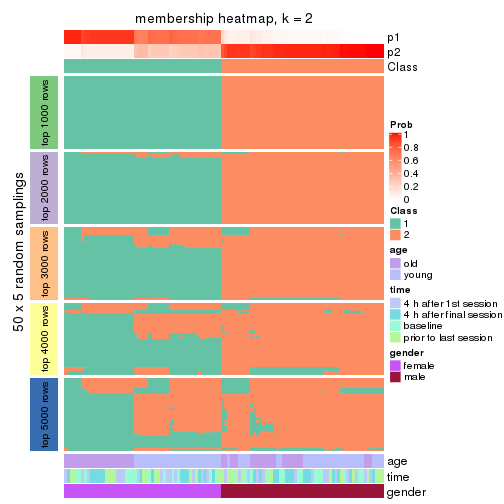 membership heatmap, k = 2
p1
p2
Class
50 x 5 random samplings
top 1000 rows
top 2000 rows
top 3000 rows
top 4000 rows
top 5000 rows
age
time
gender
Prob
1
0.8
0.6
0.4
0.2
0
Class
1
2
age
old
young
time
4 h after 1st session
4 h after final session
baseline
prior to last session
gender
female
male